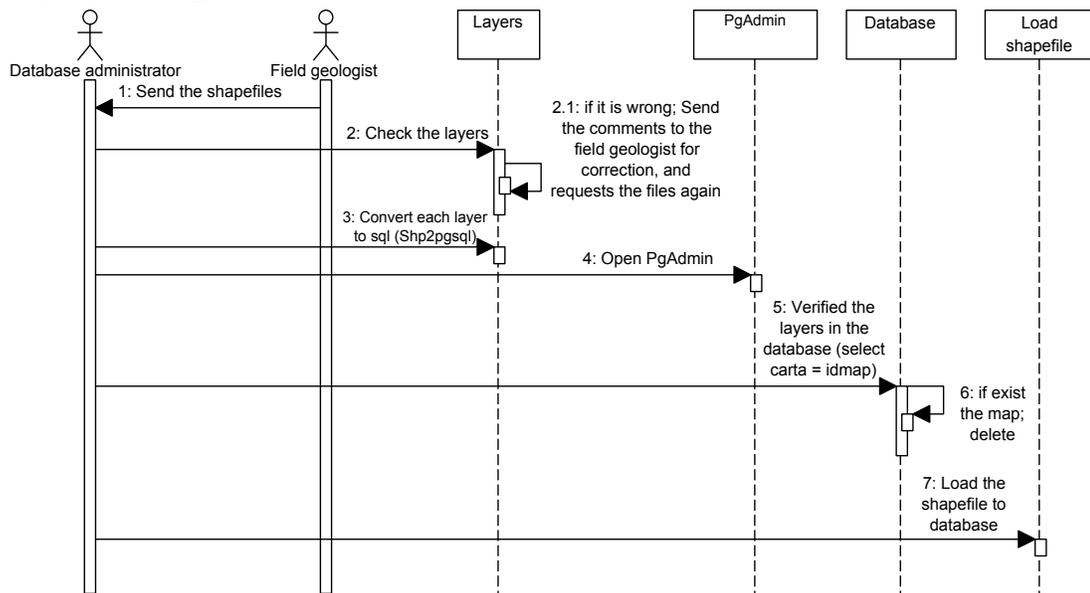 Layers
PgAdmin
Database
Load
shapefile
Database administrator
Field geologist
1: Send the shapefiles
2: Check the layers
2.1: if it is wrong; Send
the comments to the
field geologist for
correction, and
requests the files again
3: Convert each layer
to sql (Shp2pgsql)
4: Open PgAdmin
5: Verified the
layers in the
database (select
carta = idmap)
6: if exist
the map;
delete
7: Load the
shapefile to
database